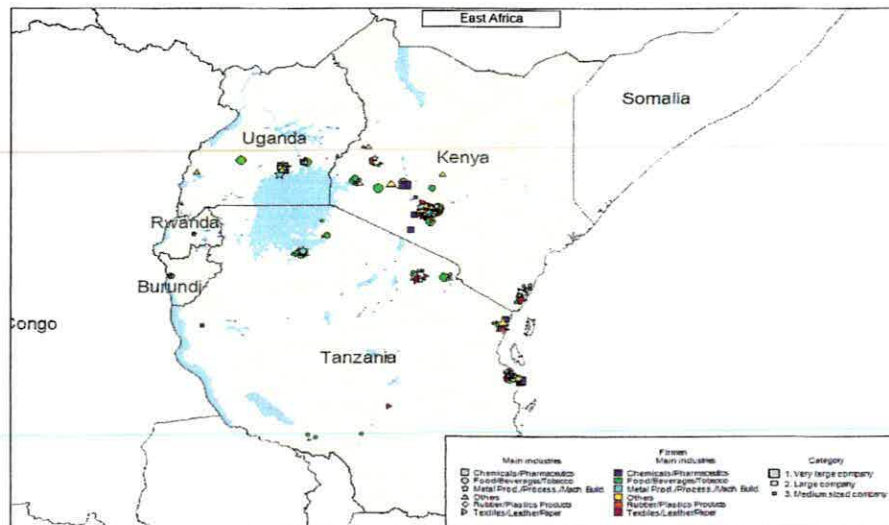 East Africa
Somalia
Uganda
Kenya
Rwanda
Burundi
Congo
Tanzania
Firmen
Main industries Main industries Category
Chemicals/Pharmaceutics Chemicals/Pharmaceutics 1. Very large company
Food/Beverages/Tobacco Food/Beverages/Tobacco 2. Large company
Metal Prod./Process./Mach. Build. Metal Prod./Process./Mach. Build. 3. Medium sized company
Others Others
Rubber/Plastics Products Rubber/Plastics Products
Textiles/Leather/Paper Textiles/Leather/Paper